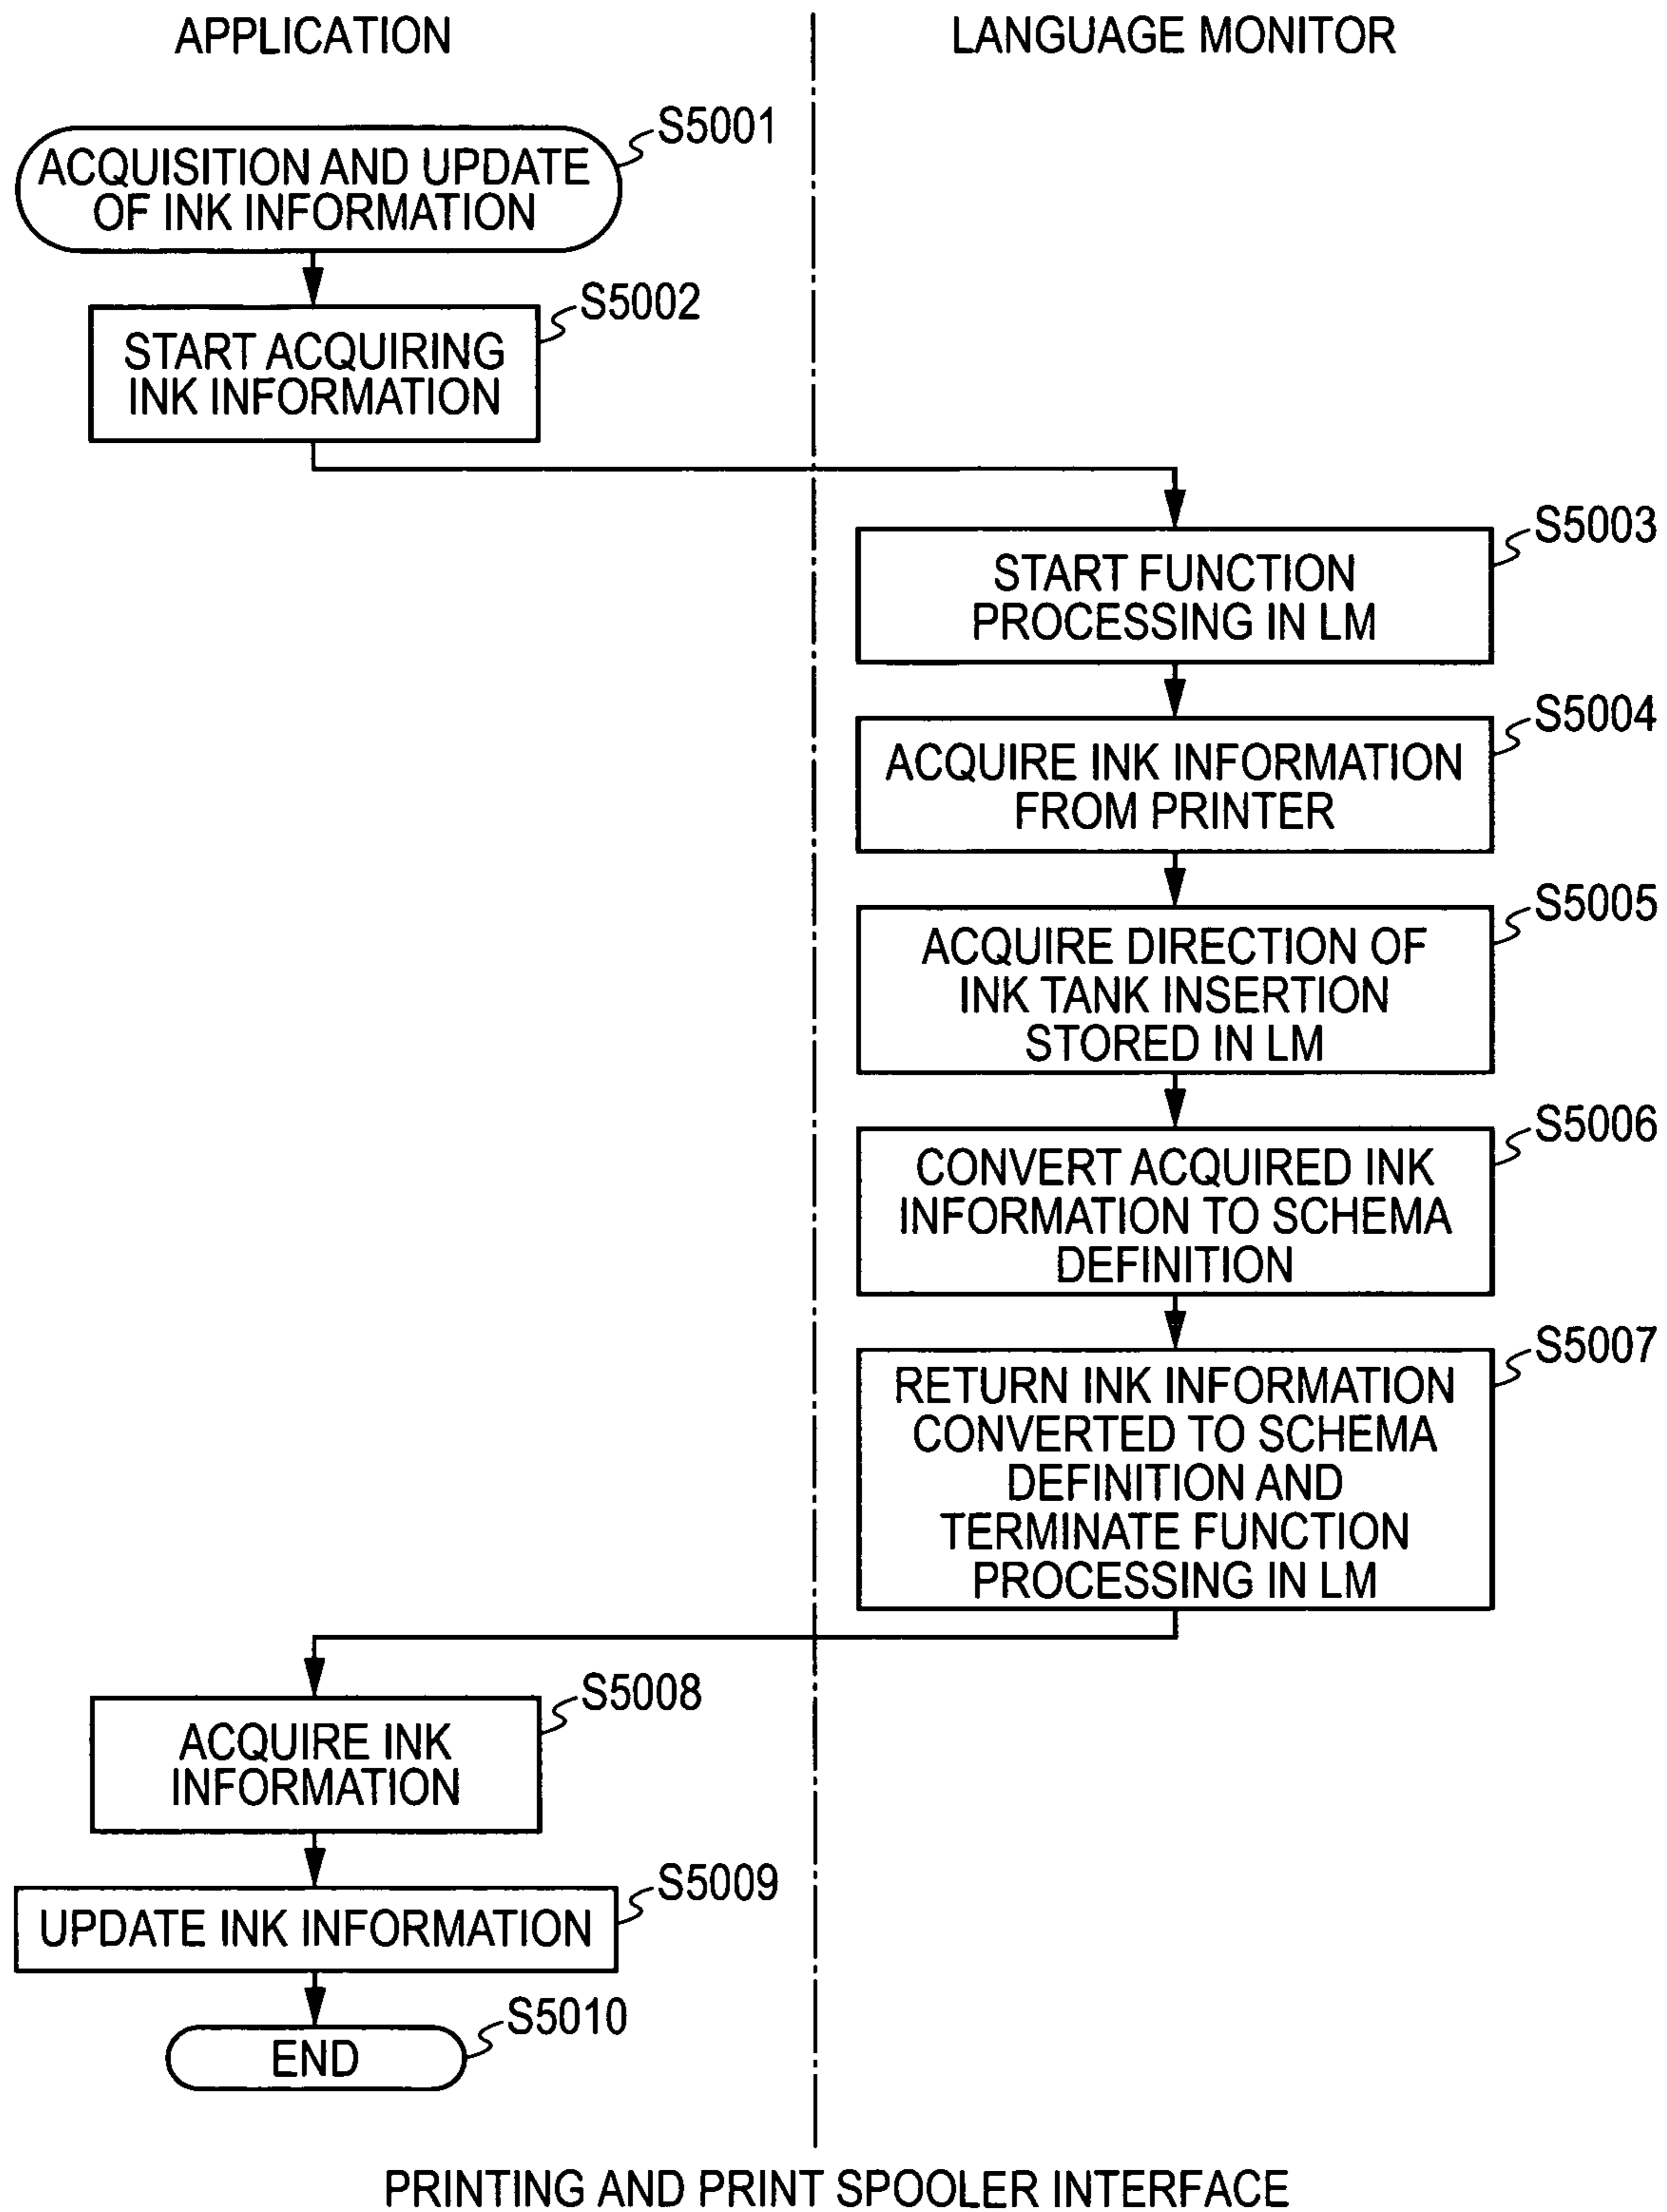 APPLICATION
LANGUAGE MONITOR
S5001
ACQUISITION AND UPDATE
OF INK INFORMATION
S5002
START ACQUIRING
INK INFORMATION
S5003
START FUNCTION
PROCESSING IN LM
S5004
ACQUIRE INK INFORMATION
FROM PRINTER
S5005
ACQUIRE DIRECTION OF
INK TANK INSERTION
STORED IN LM
S5006
CONVERT ACQUIRED INK
INFORMATION TO SCHEMA
DEFINITION
S5007
RETURN INK INFORMATION
CONVERTED TO SCHEMA
DEFINITION AND
TERMINATE FUNCTION
PROCESSING IN LM
S5008
ACQUIRE INK
INFORMATION
S5009
UPDATE INK INFORMATION
S5010
END
PRINTING AND PRINT SPOOLER INTERFACE